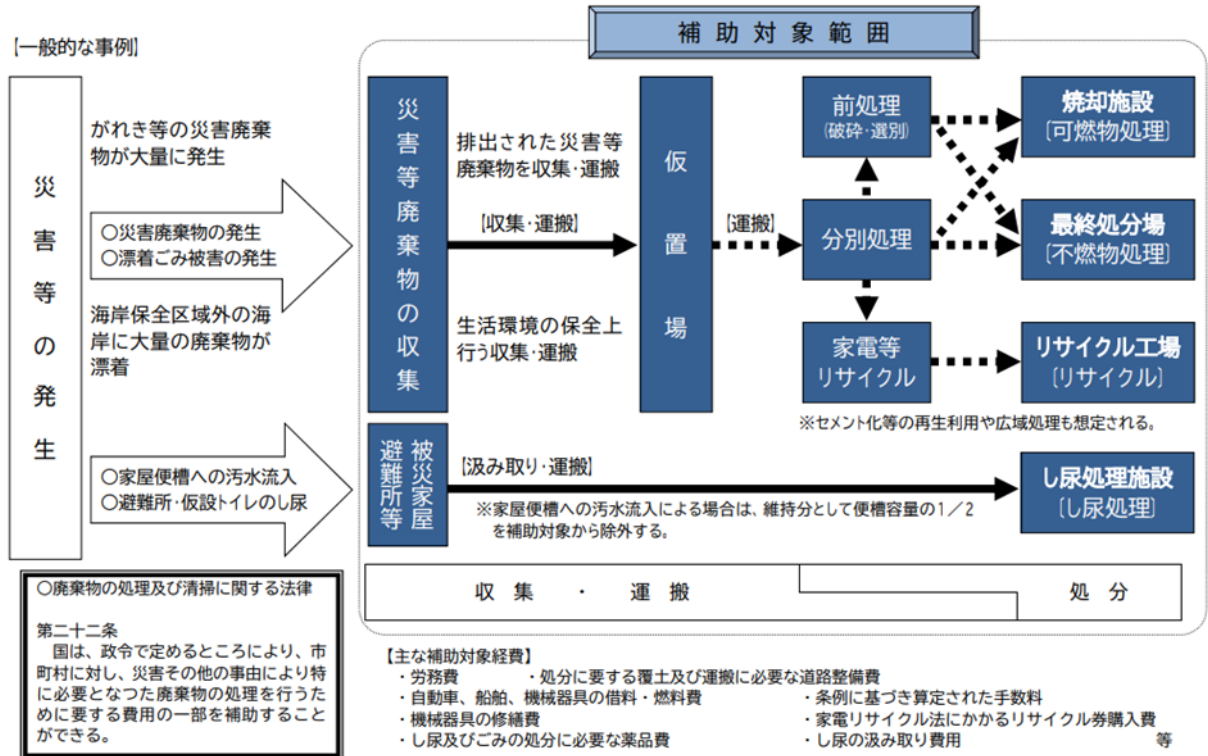 補助対象範囲
【一般的な事例】
災害等の発生
がれき等の災害廃棄
物が大量に発生
○災害廃棄物の発生
○漂着ごみ被害の発生
海岸保全区域外の海
岸に大量の廃棄物が
漂着
○家屋便槽への汚水流入
○避難所・仮設トイレのし尿
災害等廃棄物の収集
排出された災害等
廃棄物を収集・運搬
【収集・運搬】
生活環境の保全上
行う収集・運搬
仮置場
【運搬】
前処理
(破砕・選別)
分別処理
家電等
リサイクル
焼却施設
〔可燃物処理〕
最終処分場
〔不燃物処理〕
リサイクル工場
〔リサイクル〕
※セメント化等の再生利用や広域処理も想定される。
被災家屋
避難所等
【汲み取り・運搬】
※家屋便槽への汚水流入による場合は、維持分として便槽容量の1/2
を補助対象から除外する。
し尿処理施設
〔し尿処理〕
収集・運搬
処分
○廃棄物の処理及び清掃に関する法律
第二十二条
国は、政令で定めるところにより、市
町村に対し、災害その他の事由により特
に必要となつた廃棄物の処理を行うた
めに要する費用の一部を補助すること
ができる。
【主な補助対象経費】
・労務費 ・処分に要する覆土及び運搬に必要な道路整備費
・自動車、船舶、機械器具の借料・燃料費 ・条例に基づき算定された手数料
・機械器具の修繕費 ・家電リサイクル法にかかるリサイクル券購入費
・し尿及びごみの処分に必要な薬品費 ・し尿の汲み取り費用 等